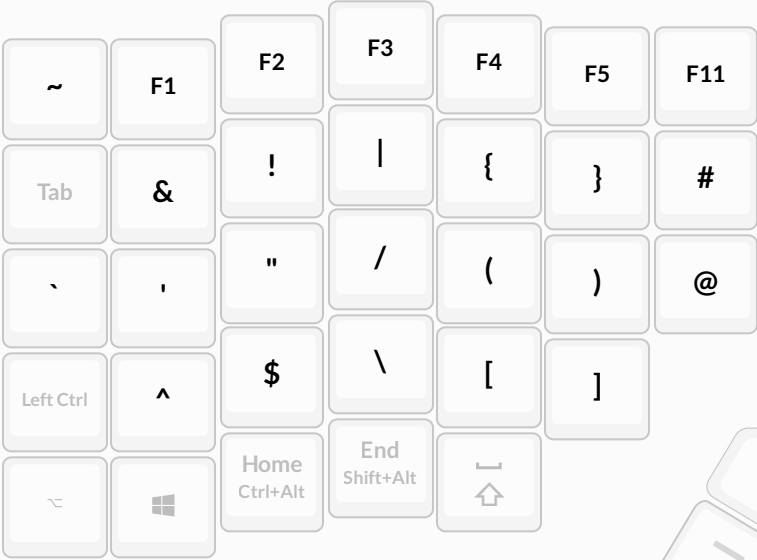 ~ F1 F2 F3 F4 F5 F11
Tab & ! | { } #
` ' " / ( ) @
Left Ctrl ^ $ \ [ ]
Home End
Ctrl+Alt Shift+Alt